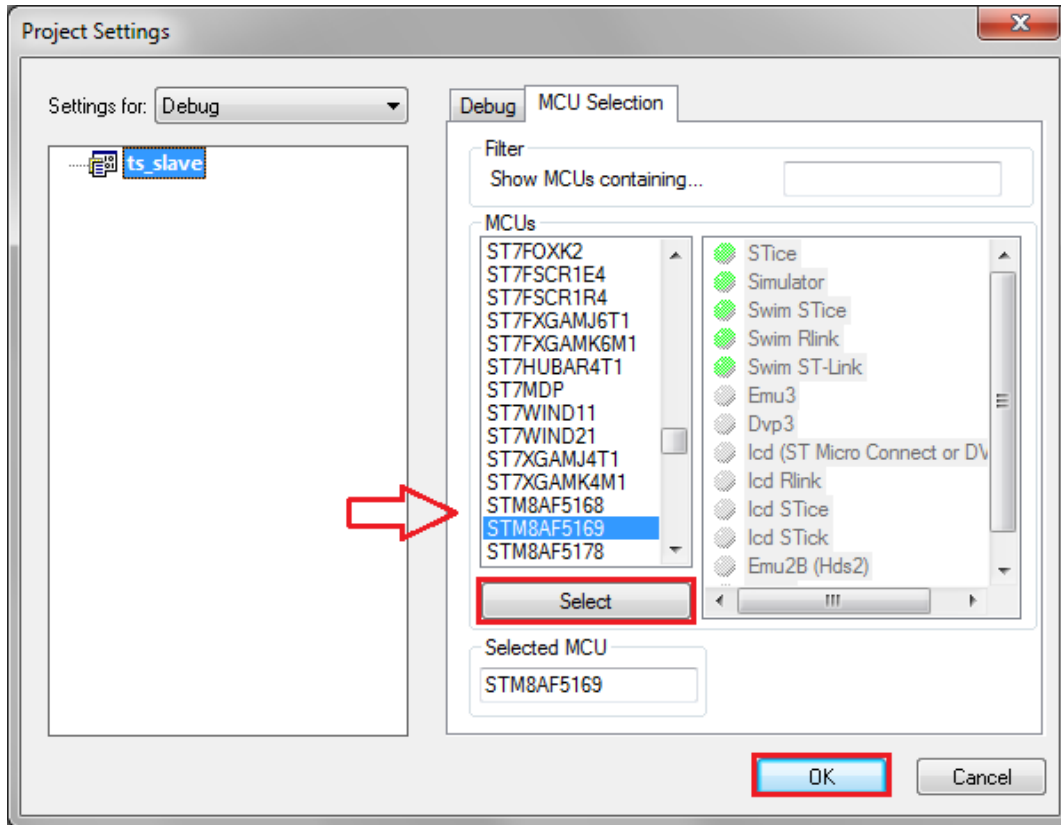 Project Settings
Settings for: Debug
ts_slave
Debug
MCU Selection
Filter
Show MCUs containing...
MCUs
ST7FOXK2
ST7FSCR1E4
ST7FSCR1R4
ST7FXGAMJ6T1
ST7FXGAMK6M1
ST7HUBAR4T1
ST7MDP
ST7WIND11
ST7WIND21
ST7XGAMJ4T1
ST7XGAMK4M1
STM8AF5168
STM8AF5169
STM8AF5178
STice
Simulator
Swim STice
Swim Rlink
Swim ST-Link
Emu3
Dvp3
Icd (ST Micro Connect or DV
Icd Rlink
Icd STice
Icd STick
Emu2B (Hds2)
Select
Selected MCU
STM8AF5169
OK
Cancel